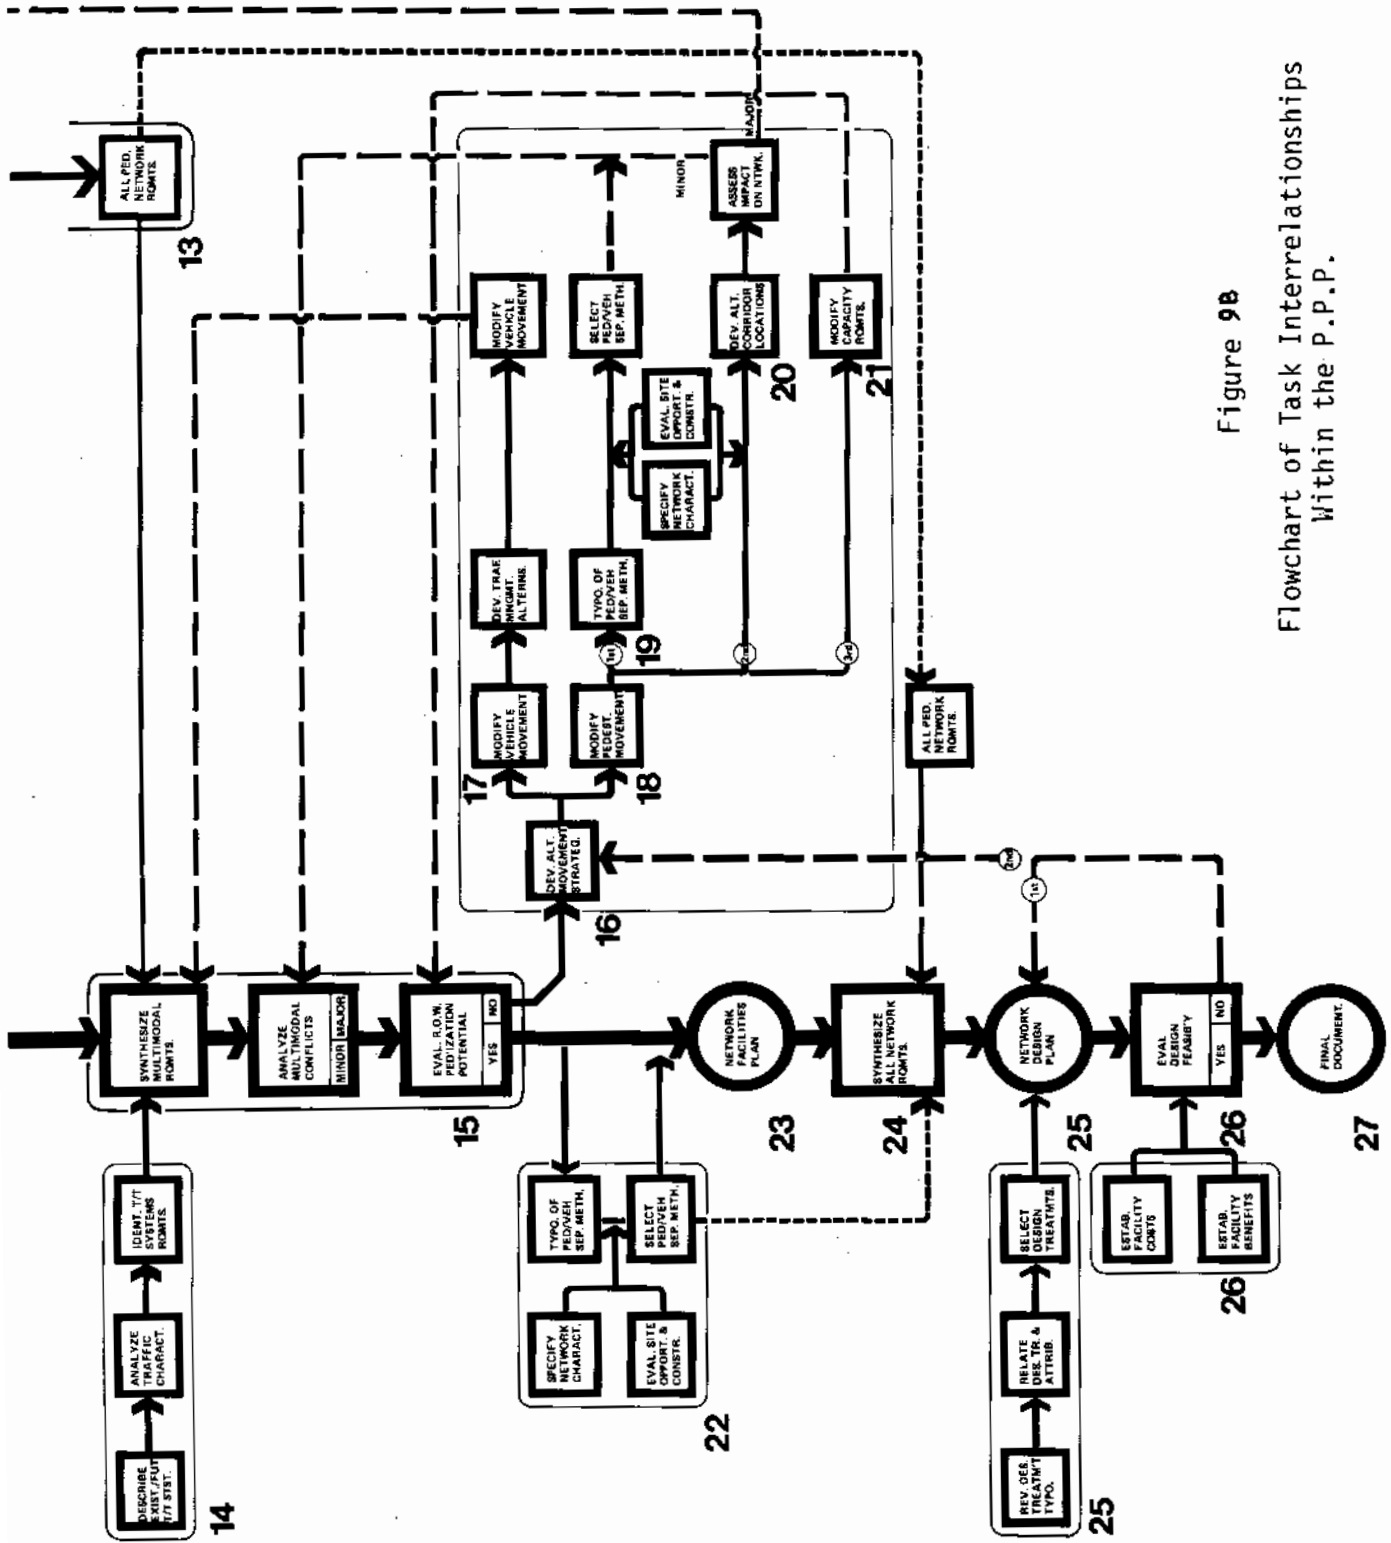 ALL PED.
NETWORK
RQMTS.
13
DESCRIBE
EXIST./FUT
T/T SYST.
ANALYZE
TRAFFIC
CHARACT.
IDENT. T/T
SYSTEMS
RQMTS.
14
SYNTHESIZE
MULTIMODAL
RQMTS.
ANALYZE
MULTIMODAL
CONFLICTS
MINOR
MAJOR
EVAL. R.O.W.
PED'IZATION
POTENTIAL
YES
NO
15
DEV. ALT.
MOVEMENT
STRATEG.
16
MODIFY
VEHICLE
MOVEMENT
17
DEV. TRAF.
MNGMT.
ALTERNS.
MODIFY
VEHICLE
MOVEMENT
MODIFY
PEDEST.
MOVEMENT
18
1st
TYPO. OF
PED/VEH
SEP. METH.
19
SELECT
PED/VEH
SEP. METH.
SPECIFY
NETWORK
CHARACT.
EVAL. SITE
OPPORT. &
CONSTR.
2nd
DEV. ALT.
CORRIDOR
LOCATIONS
20
ASSESS
IMPACT
ON NTWK.
MINOR
MAJOR
3rd
MODIFY
CAPACITY
RQMTS.
21
SPECIFY
NETWORK
CHARACT.
EVAL. SITE
OPPORT. &
CONSTR.
TYPO. OF
PED/VEH
SEP. METH.
SELECT
PED/VEH
SEP. METH.
22
NETWORK
FACILITIES
PLAN
23
ALL PED.
NETWORK
RQMTS.
SYNTHESIZE
ALL NETWORK
RQMTS.
24
REV. DES.
TREATM'T
TYPO.
RELATE
DES. TR. &
ATTRIB.
SELECT
DESIGN
TREATMTS.
25
NETWORK
DESIGN
PLAN
25
1st
2nd
ESTAB.
FACILITY
COSTS
ESTAB.
FACILITY
BENEFITS
26
EVAL
DESIGN
FEASIB'Y
YES
NO
26
FINAL
DOCUMENT.
27
Figure 9B
Flowchart of Task Interrelationships
Within the P.P.P.